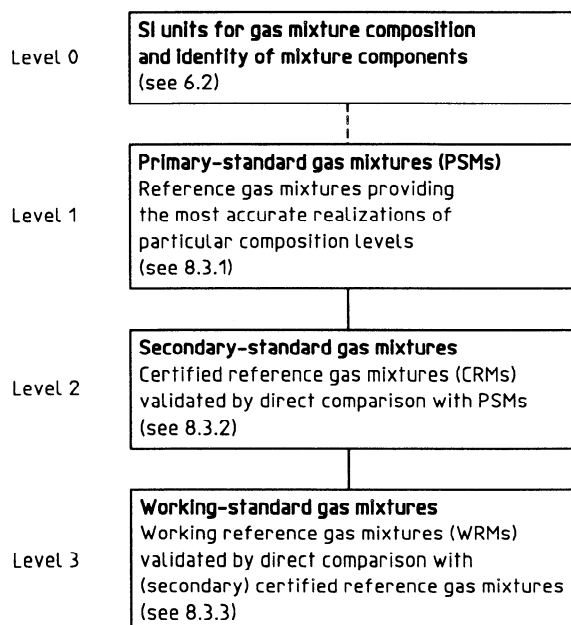 Level 0
SI units for gas mixture composition
and identity of mixture components
(see 6.2)
Level 1
Primary-standard gas mixtures (PSMs)
Reference gas mixtures providing
the most accurate realizations of
particular composition levels
(see 8.3.1)
Level 2
Secondary-standard gas mixtures
Certified reference gas mixtures (CRMs)
validated by direct comparison with PSMs
(see 8.3.2)
Level 3
Working-standard gas mixtures
Working reference gas mixtures (WRMs)
validated by direct comparison with
(secondary) certified reference gas mixtures
(see 8.3.3)